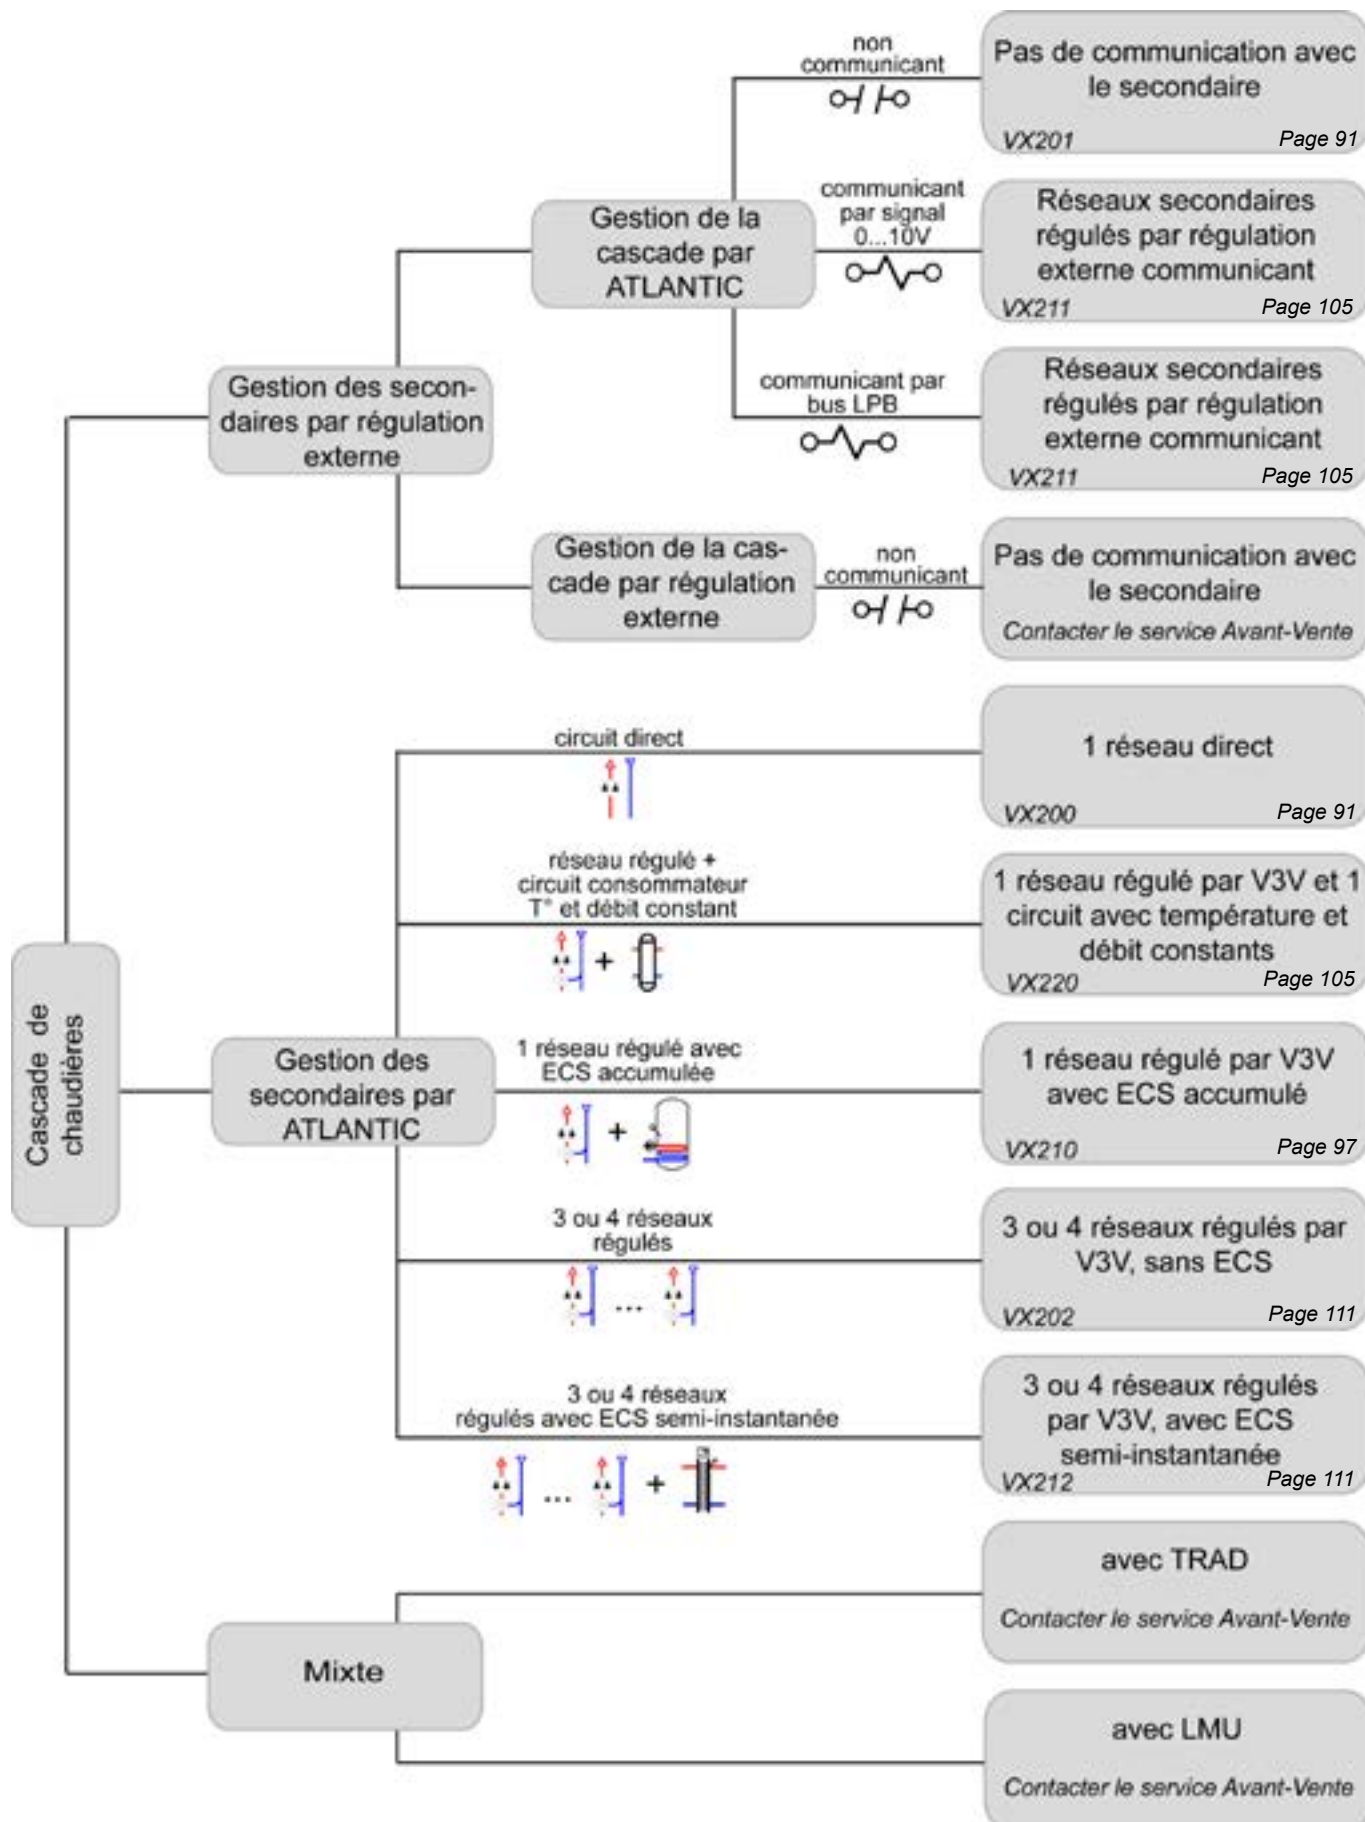 Cascade de
chaudières
Gestion des secon-
daires par régulation
externe
Gestion de la
cascade par
ATLANTIC
non
communicant
Pas de communication avec
le secondaire
VX201 Page 91
communicant
par signal
0...10V
Réseaux secondaires
régulés par régulation
externe communicant
VX211 Page 105
communicant par
bus LPB
Réseaux secondaires
régulés par régulation
externe communicant
VX211 Page 105
Gestion de la cas-
cade par régulation
externe
non
communicant
Pas de communication avec
le secondaire
Contacter le service Avant-Vente
Gestion des
secondaires par
ATLANTIC
circuit direct
1 réseau direct
VX200 Page 91
réseau régulé +
circuit consommateur
T° et débit constant
+
1 réseau régulé par V3V et 1
circuit avec température et
débit constants
VX220 Page 105
1 réseau régulé avec
ECS accumulée
+
1 réseau régulé par V3V
avec ECS accumulé
VX210 Page 97
3 ou 4 réseaux
régulés
...
3 ou 4 réseaux régulés par
V3V, sans ECS
VX202 Page 111
3 ou 4 réseaux
régulés avec ECS semi-instantanée
... +
3 ou 4 réseaux régulés
par V3V, avec ECS
semi-instantanée
VX212 Page 111
Mixte
avec TRAD
Contacter le service Avant-Vente
avec LMU
Contacter le service Avant-Vente